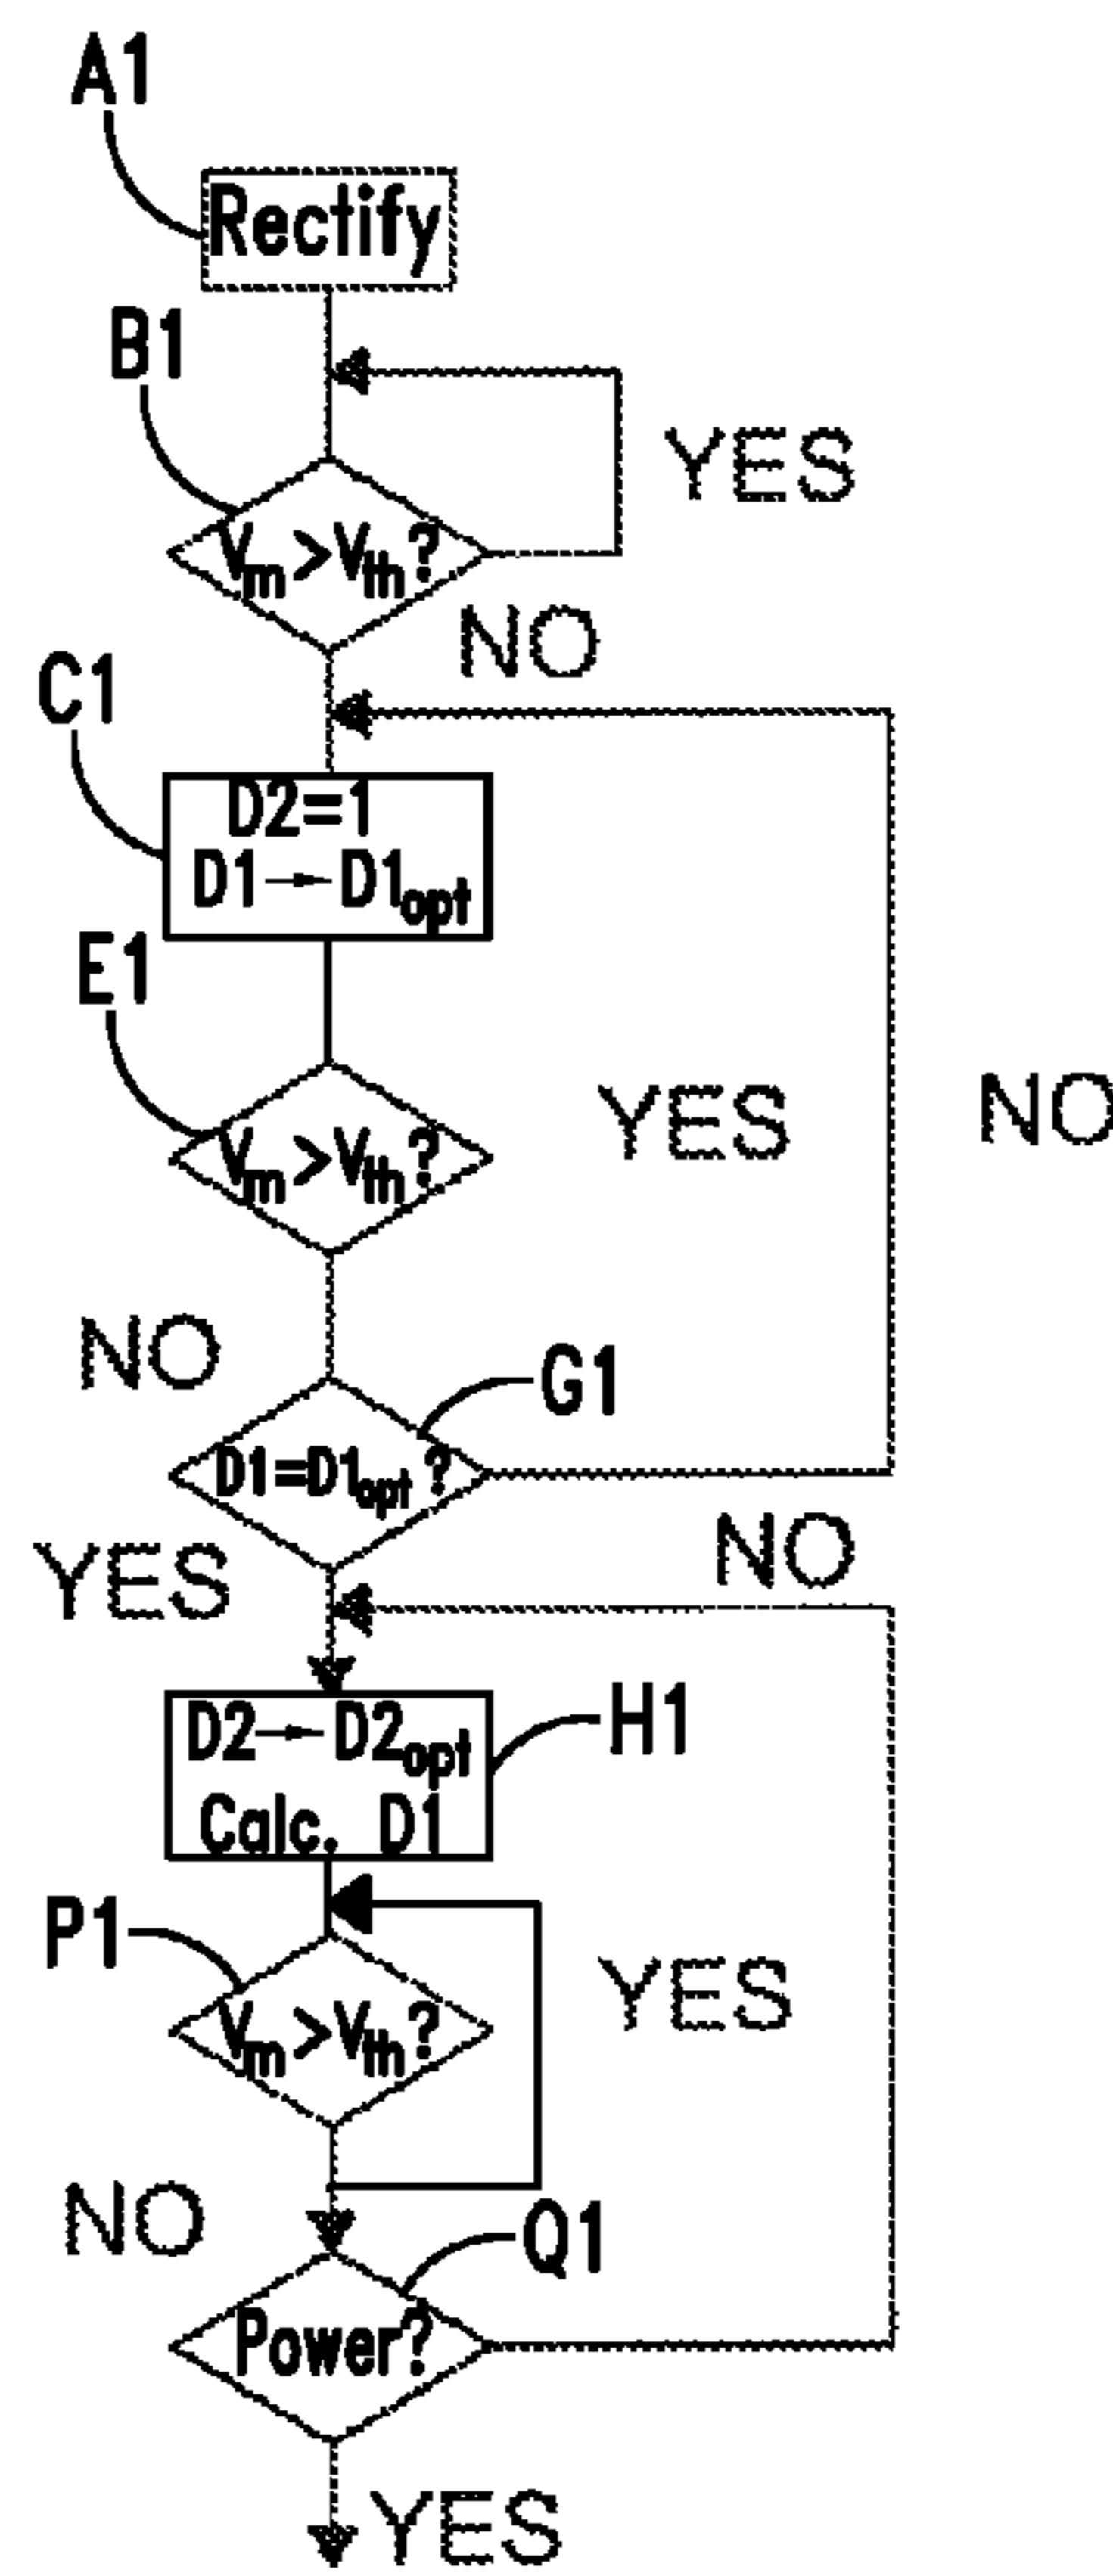 A1
Rectify
B1
YES
Vm>Vth?
NO
C1
D2=1
D1→D1opt
E1
YES
NO
Vm>Vth?
NO
G1
D1=D1opt?
NO
YES
D2→D2opt
H1
Calc. D1
P1
YES
Vm>Vth?
NO
Q1
Power?
YES